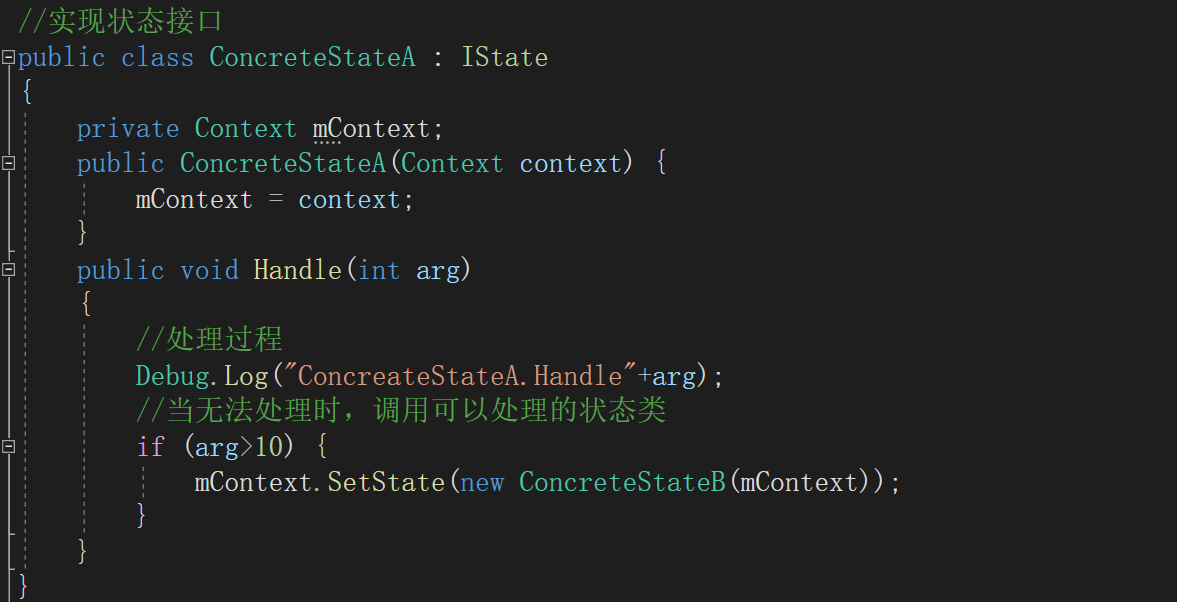 //实现状态接口
public class ConcreteStateA : IState
{
    private Context mContext;
    public ConcreteStateA(Context context) {
        mContext = context;
    }
    public void Handle(int arg)
    {
        //处理过程
        Debug.Log("ConcreateStateA.Handle"+arg);
        //当无法处理时，调用可以处理的状态类
        if (arg>10) {
            mContext.SetState(new ConcreteStateB(mContext));
        }
    }
}